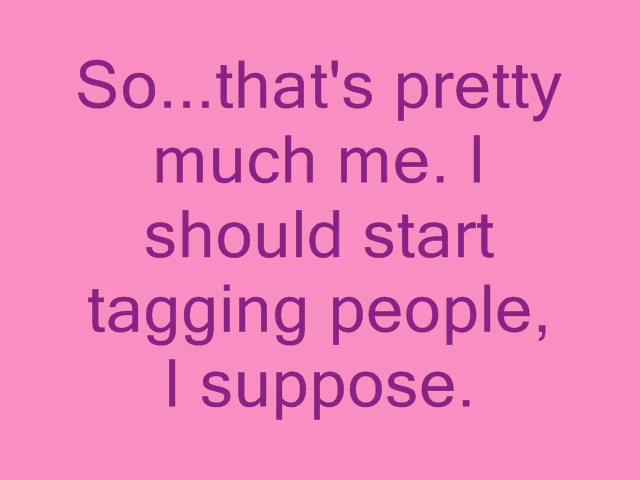 So...that's pretty
much me. I
should start
tagging people,
I suppose.